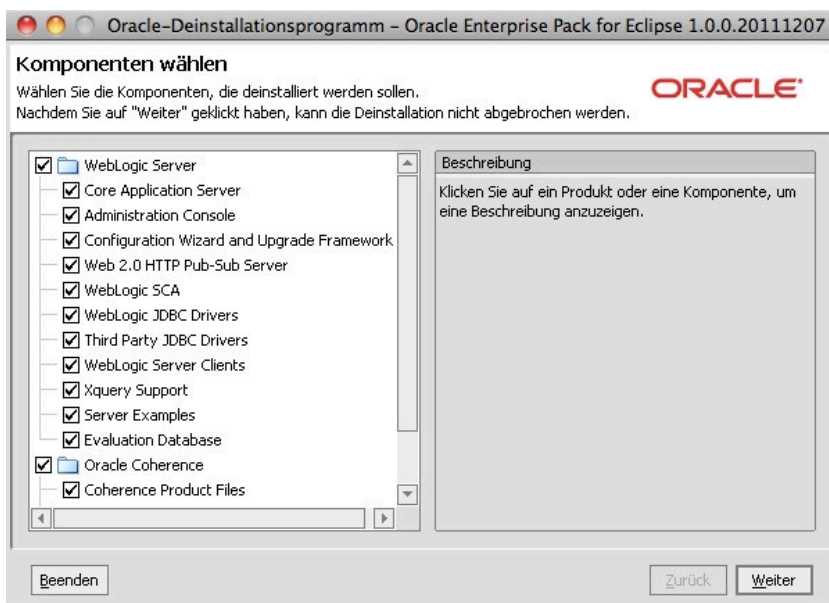 Oracle-Deinstallationsprogramm – Oracle Enterprise Pack for Eclipse 1.0.0.20111207
Komponenten wählen
Wählen Sie die Komponenten, die deinstalliert werden sollen.
Nachdem Sie auf "Weiter" geklickt haben, kann die Deinstallation nicht abgebrochen werden.
ORACLE
WebLogic Server
Core Application Server
Administration Console
Configuration Wizard and Upgrade Framework
Web 2.0 HTTP Pub-Sub Server
WebLogic SCA
WebLogic JDBC Drivers
Third Party JDBC Drivers
WebLogic Server Clients
Xquery Support
Server Examples
Evaluation Database
Oracle Coherence
Coherence Product Files
Beschreibung
Klicken Sie auf ein Produkt oder eine Komponente, um
eine Beschreibung anzuzeigen.
Beenden
Zurück
Weiter